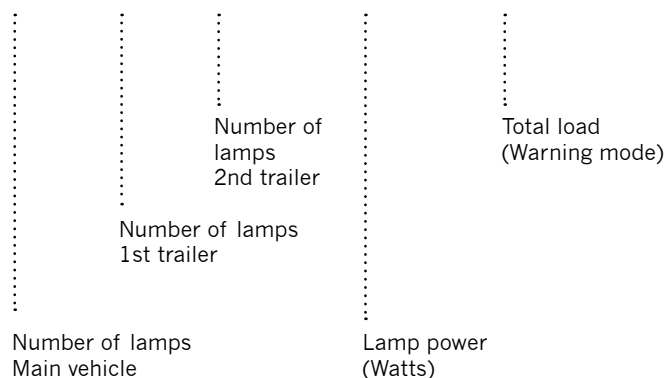 Number of
lamps
2nd trailer
Total load
(Warning mode)
Number of lamps
1st trailer
Number of lamps
Main vehicle
Lamp power
(Watts)